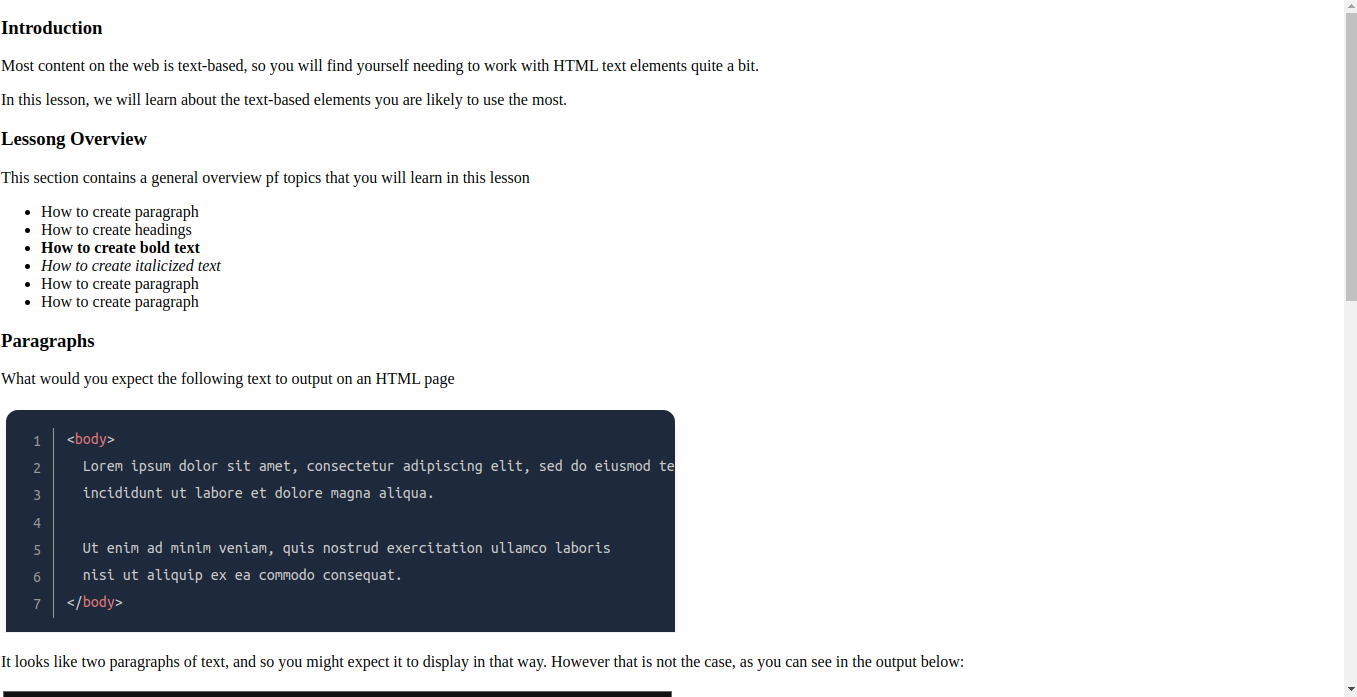 Introduction
Most content on the web is text-based, so you will find yourself needing to work with HTML text elements quite a bit.
In this lesson, we will learn about the text-based elements you are likely to use the most.
Lessong Overview
This section contains a general overview pf topics that you will learn in this lesson
How to create paragraph
How to create headings
How to create bold text
How to create italicized text
How to create paragraph
How to create paragraph
Paragraphs
What would you expect the following text to output on an HTML page
1 <body>
2 Lorem ipsum dolor sit amet, consectetur adipiscing elit, sed do eiusmod te
3 incididunt ut labore et dolore magna aliqua.
4
5 Ut enim ad minim veniam, quis nostrud exercitation ullamco laboris
6 nisi ut aliquip ex ea commodo consequat.
7 </body>
It looks like two paragraphs of text, and so you might expect it to display in that way. However that is not the case, as you can see in the output below: